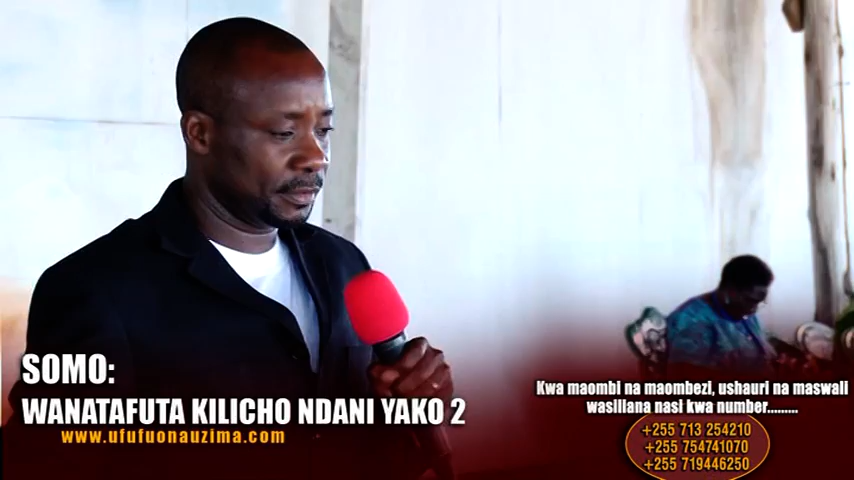 SOMO:
WANATAFUTA KILICHO NDANI YAKO 2
www.ufufuonauzima.com
Kwa maombi na maombezi, ushauri na maswali
wasiliana nasi kwa number.........
+255 713 254210
+255 754741070
+255 719446250